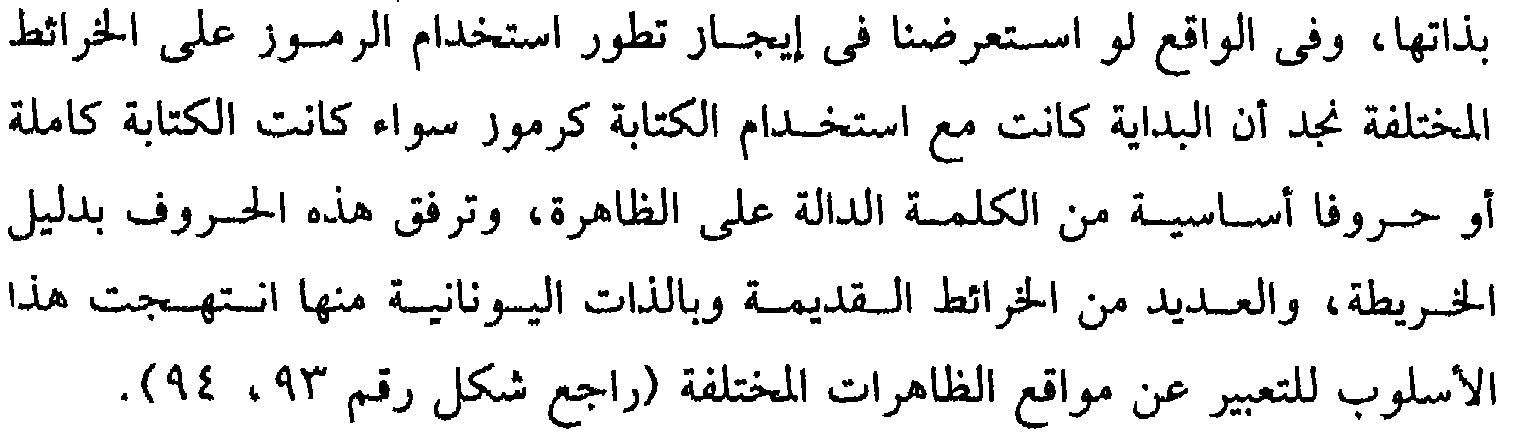 بذاتها، وفى الواقع لو استعرضنا فى إيجاز تطور استخدام الرموز على الخرائط
المختلفة نجد أن البداية كانت مع استخدام الكتابة كرموز سواء كانت الكتابة كاملة
أو حروفا أساسية من الكلمة الدالة على الظاهرة، وترفق هذه الحروف بدليل
الخريطة، والعديد من الخرائط القديمة وبالذات اليونانية منها انتهجت هذا
الأسلوب للتعبير عن مواقع الظاهرات المختلفة (راجع شكل رقم ٩٣، ٩٤).